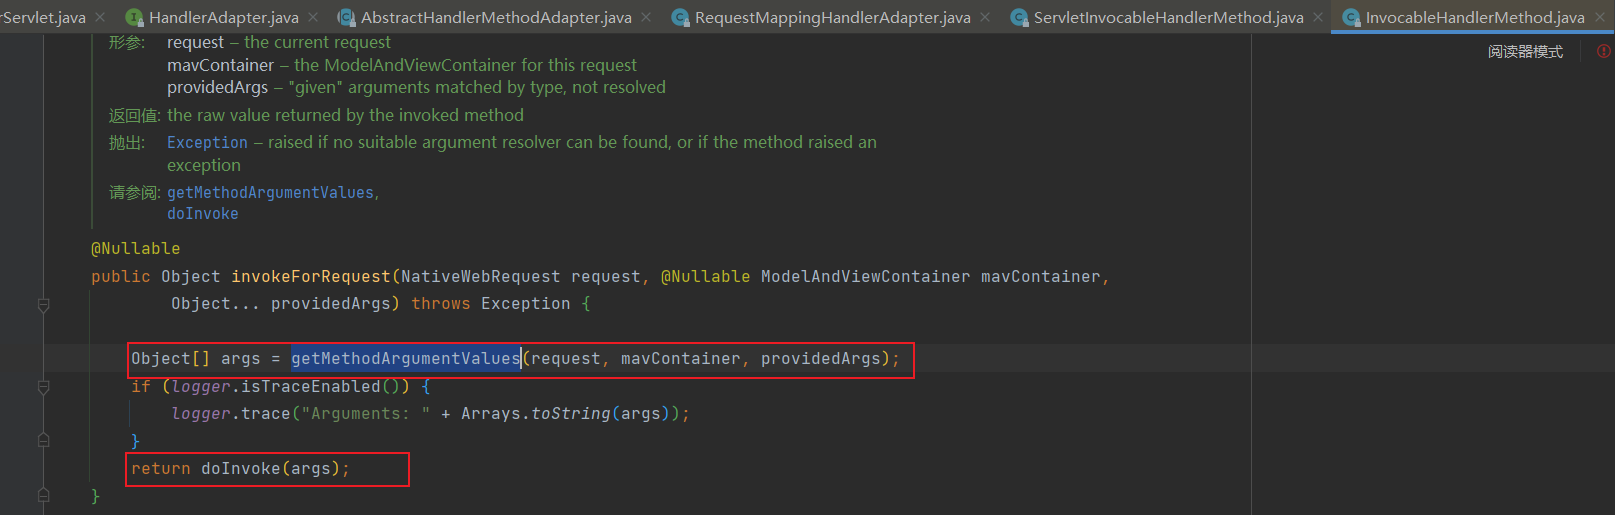 rServlet.java HandlerAdapter.java AbstractHandlerMethodAdapter.java RequestMappingHandlerAdapter.java ServletInvocableHandlerMethod.java InvocableHandlerMethod.java
阅读器模式
形参: request – the current request
mavContainer – the ModelAndViewContainer for this request
providedArgs – "given" arguments matched by type, not resolved
返回值: the raw value returned by the invoked method
抛出: Exception – raised if no suitable argument resolver can be found, or if the method raised an
exception
请参阅: getMethodArgumentValues,
doInvoke
@Nullable
public Object invokeForRequest(NativeWebRequest request, @Nullable ModelAndViewContainer mavContainer,
Object... providedArgs) throws Exception {
Object[] args = getMethodArgumentValues(request, mavContainer, providedArgs);
if (logger.isTraceEnabled()) {
logger.trace("Arguments: " + Arrays.toString(args));
}
return doInvoke(args);
}